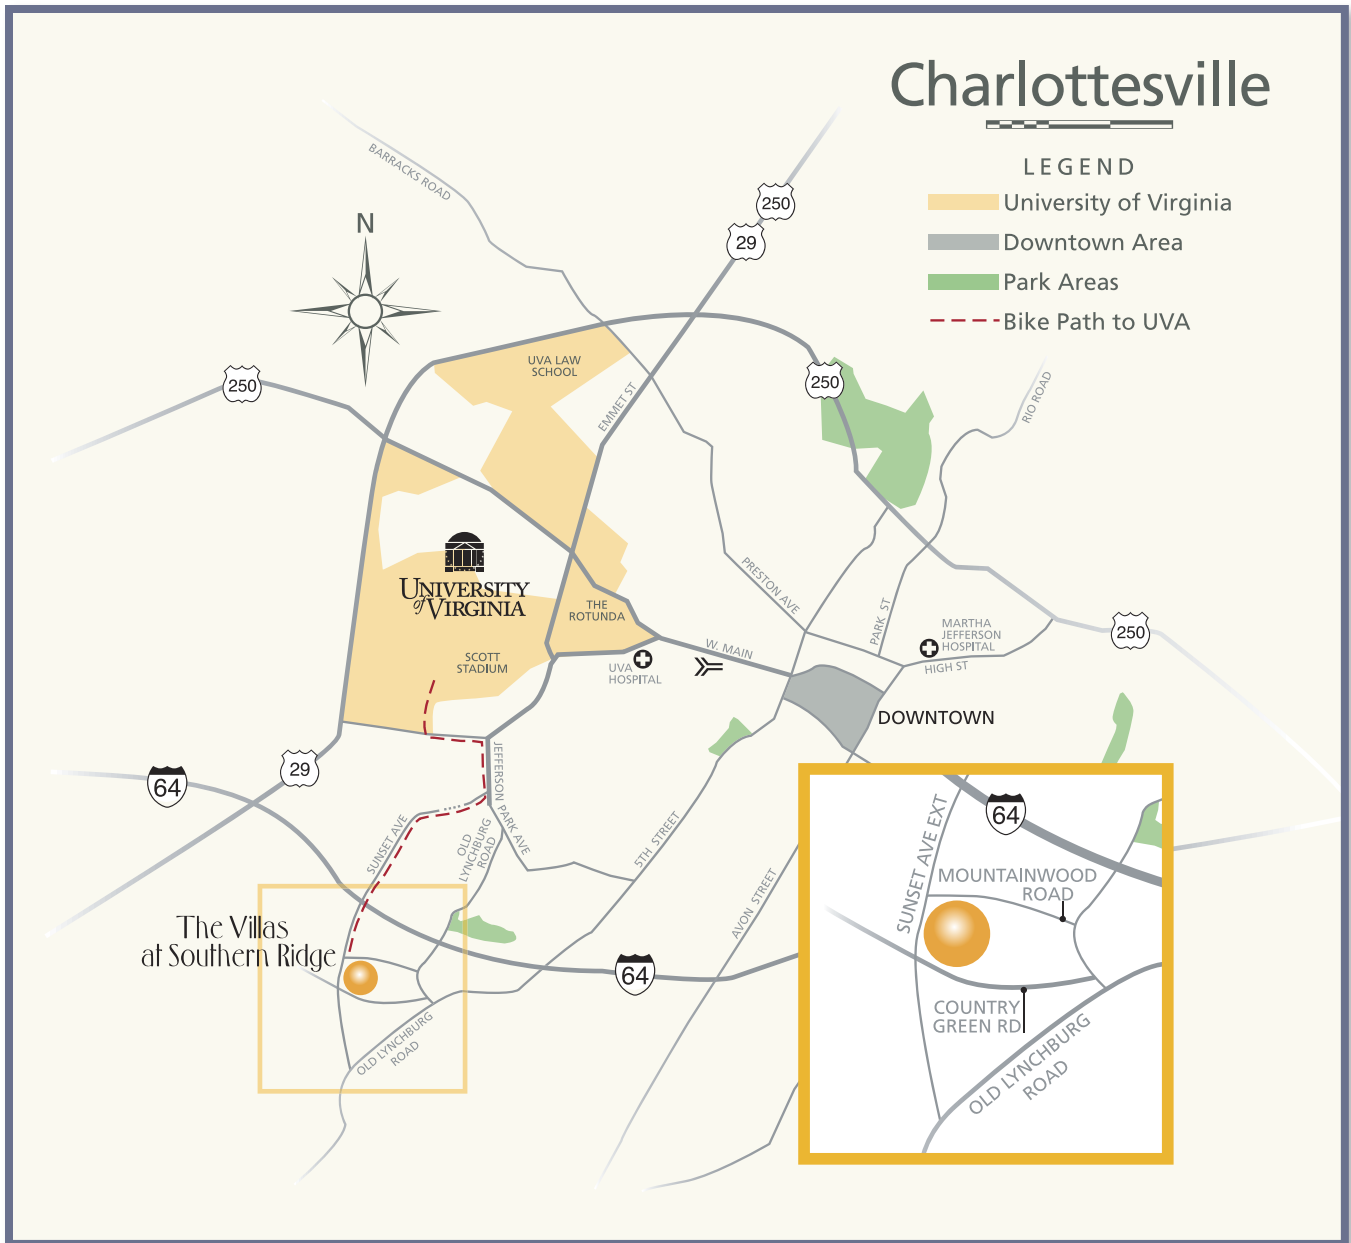 Charlottesville
LEGEND
University of Virginia
Downtown Area
Park Areas
Bike Path to UVA
N
BARRACKS ROAD
250
29
250
250
UVA LAW
SCHOOL
EMMET ST
RIO ROAD
UNIVERSITY
of VIRGINIA
THE
ROTUNDA
SCOTT
STADIUM
UVA
HOSPITAL
W. MAIN
PRESTON AVE
PARK ST
MARTHA
JEFFERSON
HOSPITAL
HIGH ST
250
DOWNTOWN
29
64
JEFFERSON PARK AVE
SUNSET AVE
OLD
LYNCHBURG
ROAD
5TH STREET
AVON STREET
The Villas
at Southern Ridge
64
OLD LYNCHBURG
ROAD
64
SUNSET AVE EXT
MOUNTAINWOOD
ROAD
COUNTRY
GREEN RD
OLD LYNCHBURG
ROAD